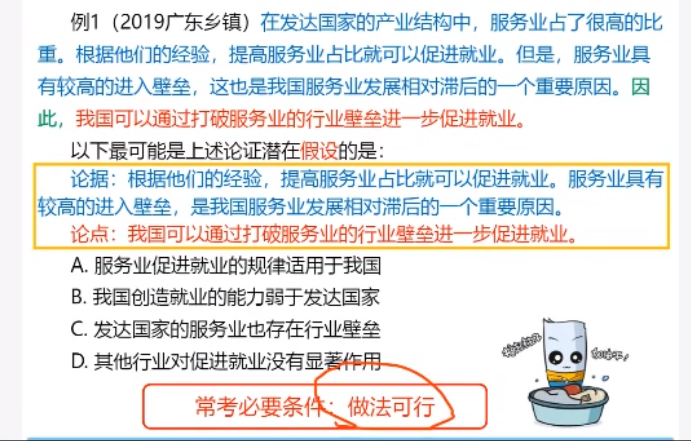 例1（2019广东乡镇）在发达国家的产业结构中，服务业占了很高的比
重。根据他们的经验，提高服务业占比就可以促进就业。但是，服务业具
有较高的进入壁垒，这也是我国服务业发展相对滞后的一个重要原因。因
此，我国可以通过打破服务业的行业壁垒进一步促进就业。
以下最可能是上述论证潜在假设的是：
论据：根据他们的经验，提高服务业占比就可以促进就业。服务业具有
较高的进入壁垒，是我国服务业发展相对滞后的一个重要原因。
论点：我国可以通过打破服务业的行业壁垒进一步促进就业。
A. 服务业促进就业的规律适用于我国
B. 我国创造就业的能力弱于发达国家
C. 发达国家的服务业也存在行业壁垒
D. 其他行业对促进就业没有显著作用
常考必要条件：做法可行